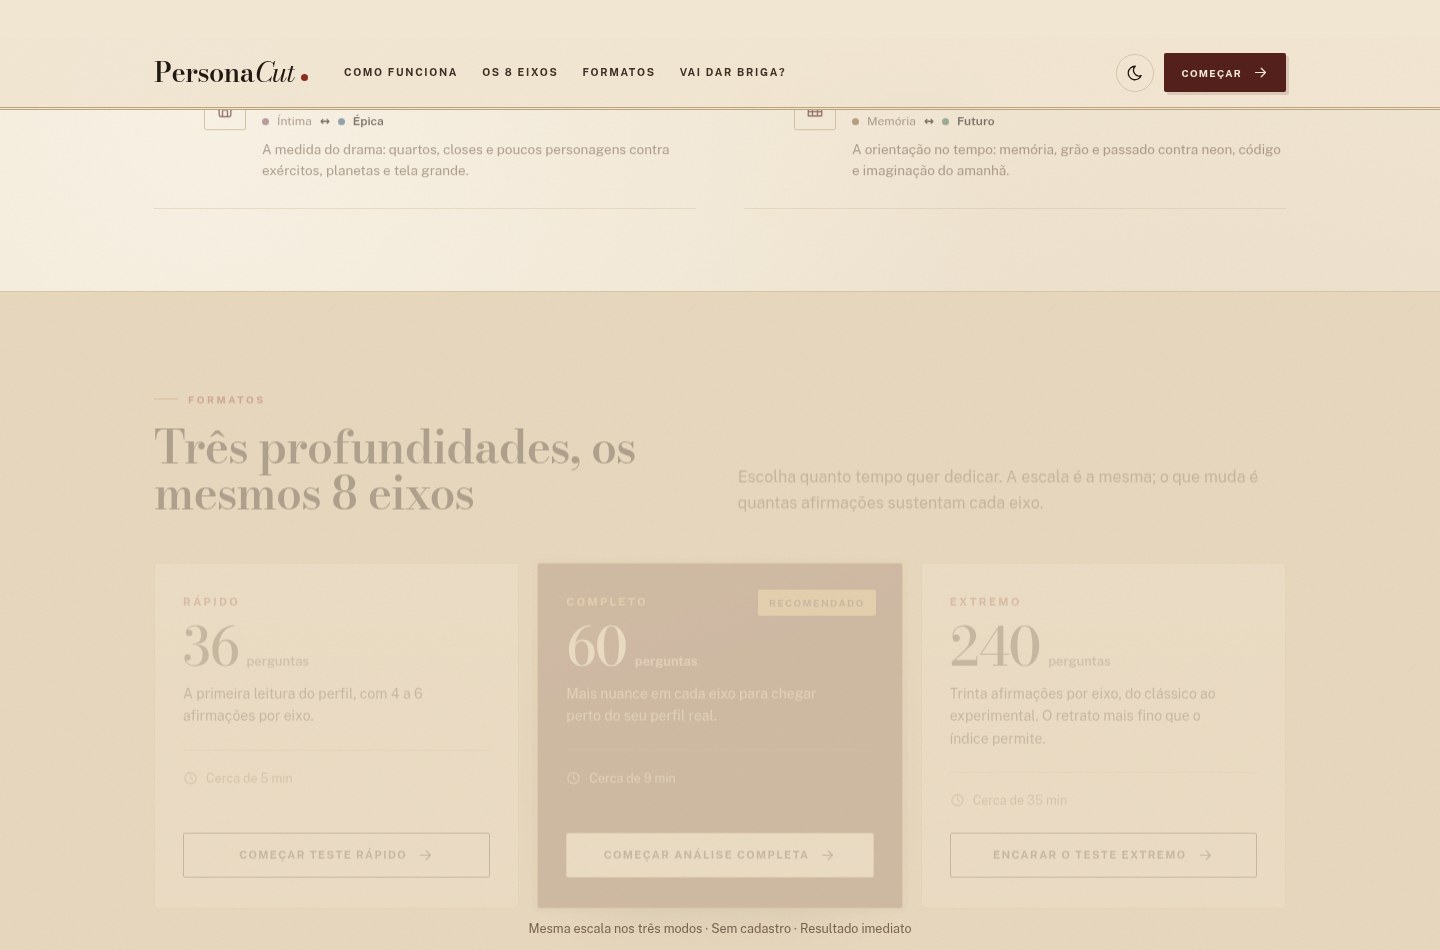 PersonaCut
COMO FUNCIONA
OS 8 EIXOS
FORMATOS
VAI DAR BRIGA?
COMEÇAR →
Íntima ↔ Épica
A medida do drama: quartos, closes e poucos personagens contra
exércitos, planetas e tela grande.
Memória ↔ Futuro
A orientação no tempo: memória, grão e passado contra neon, código
e imaginação do amanhã.
FORMATOS
Três profundidades, os
mesmos 8 eixos
Escolha quanto tempo quer dedicar. A escala é a mesma; o que muda é
quantas afirmações sustentam cada eixo.
RÁPIDO
36 perguntas
A primeira leitura do perfil, com 4 a 6
afirmações por eixo.
Cerca de 5 min
COMEÇAR TESTE RÁPIDO →
COMPLETO
RECOMENDADO
60 perguntas
Mais nuance em cada eixo para chegar
perto do seu perfil real.
Cerca de 9 min
COMEÇAR ANÁLISE COMPLETA →
EXTREMO
240 perguntas
Trinta afirmações por eixo, do clássico ao
experimental. O retrato mais fino que o
índice permite.
Cerca de 35 min
ENCARAR O TESTE EXTREMO →
Mesma escala nos três modos · Sem cadastro · Resultado imediato